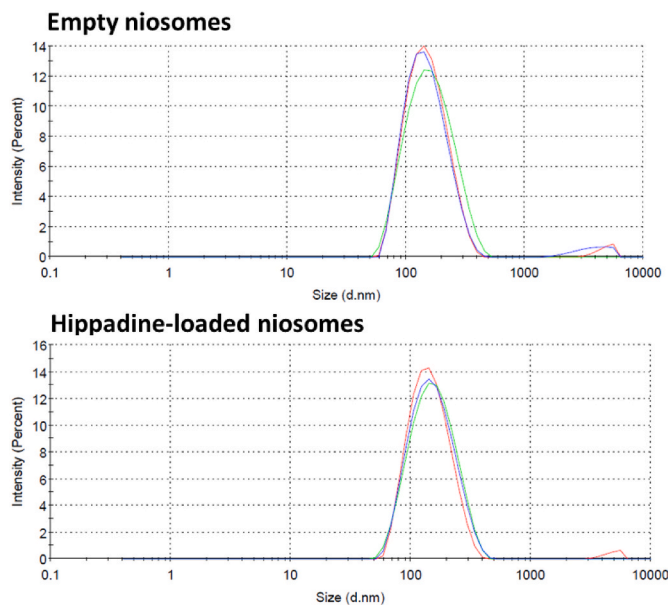 Empty niosomes
14
12
10
8
6
4
2
0
Intensity (Percent)
0.1 1 10 100 1000 10000
Size (d.nm)
Hippadine-loaded niosomes
16
14
12
10
8
6
4
2
0
Intensity (Percent)
0.1 1 10 100 1000 10000
Size (d.nm)